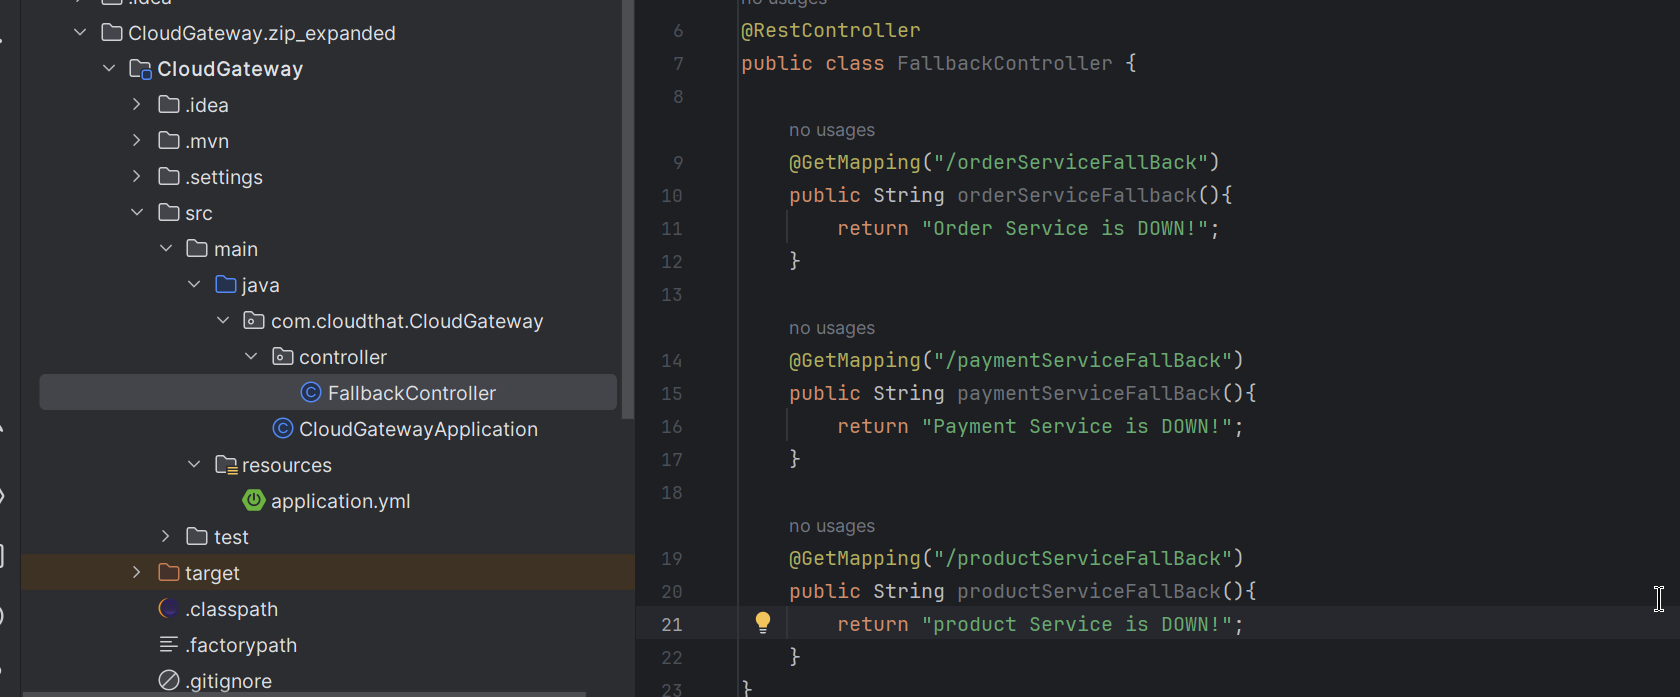 .idea
CloudGateway.zip_expanded
CloudGateway
.idea
.mvn
.settings
src
main
java
com.cloudthat.CloudGateway
controller
FallbackController
CloudGatewayApplication
resources
application.yml
test
target
.classpath
.factorypath
.gitignore
no usages
6 @RestController
7 public class FallbackController {
8
no usages
9 @GetMapping("/orderServiceFallBack")
10 public String orderServiceFallback(){
11 return "Order Service is DOWN!";
12 }
13
no usages
14 @GetMapping("/paymentServiceFallBack")
15 public String paymentServiceFallBack(){
16 return "Payment Service is DOWN!";
17 }
18
no usages
19 @GetMapping("/productServiceFallBack")
20 public String productServiceFallBack(){
21 return "product Service is DOWN!";
22 }
23 }